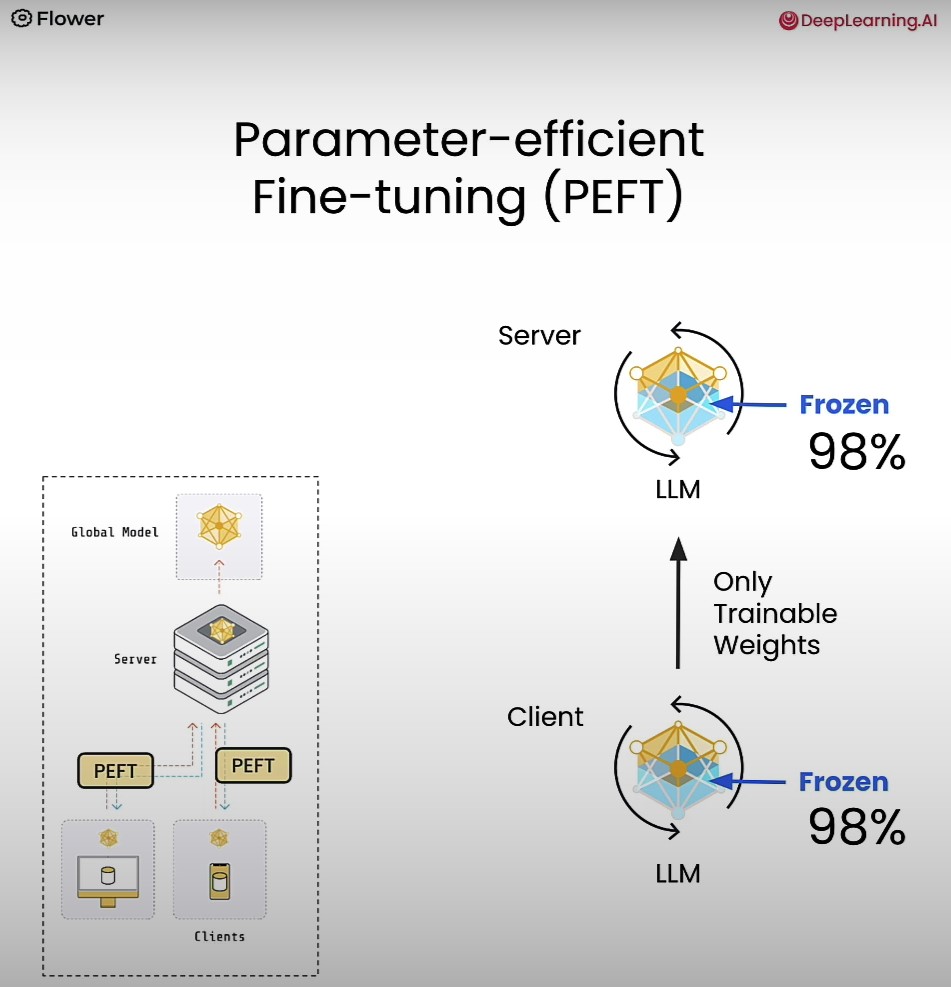 Flower
DeepLearning.AI
Parameter-efficient
Fine-tuning (PEFT)
Server
Frozen
98%
LLM
Only
Trainable
Weights
Client
Frozen
98%
LLM
Global Model
Server
PEFT
PEFT
Clients